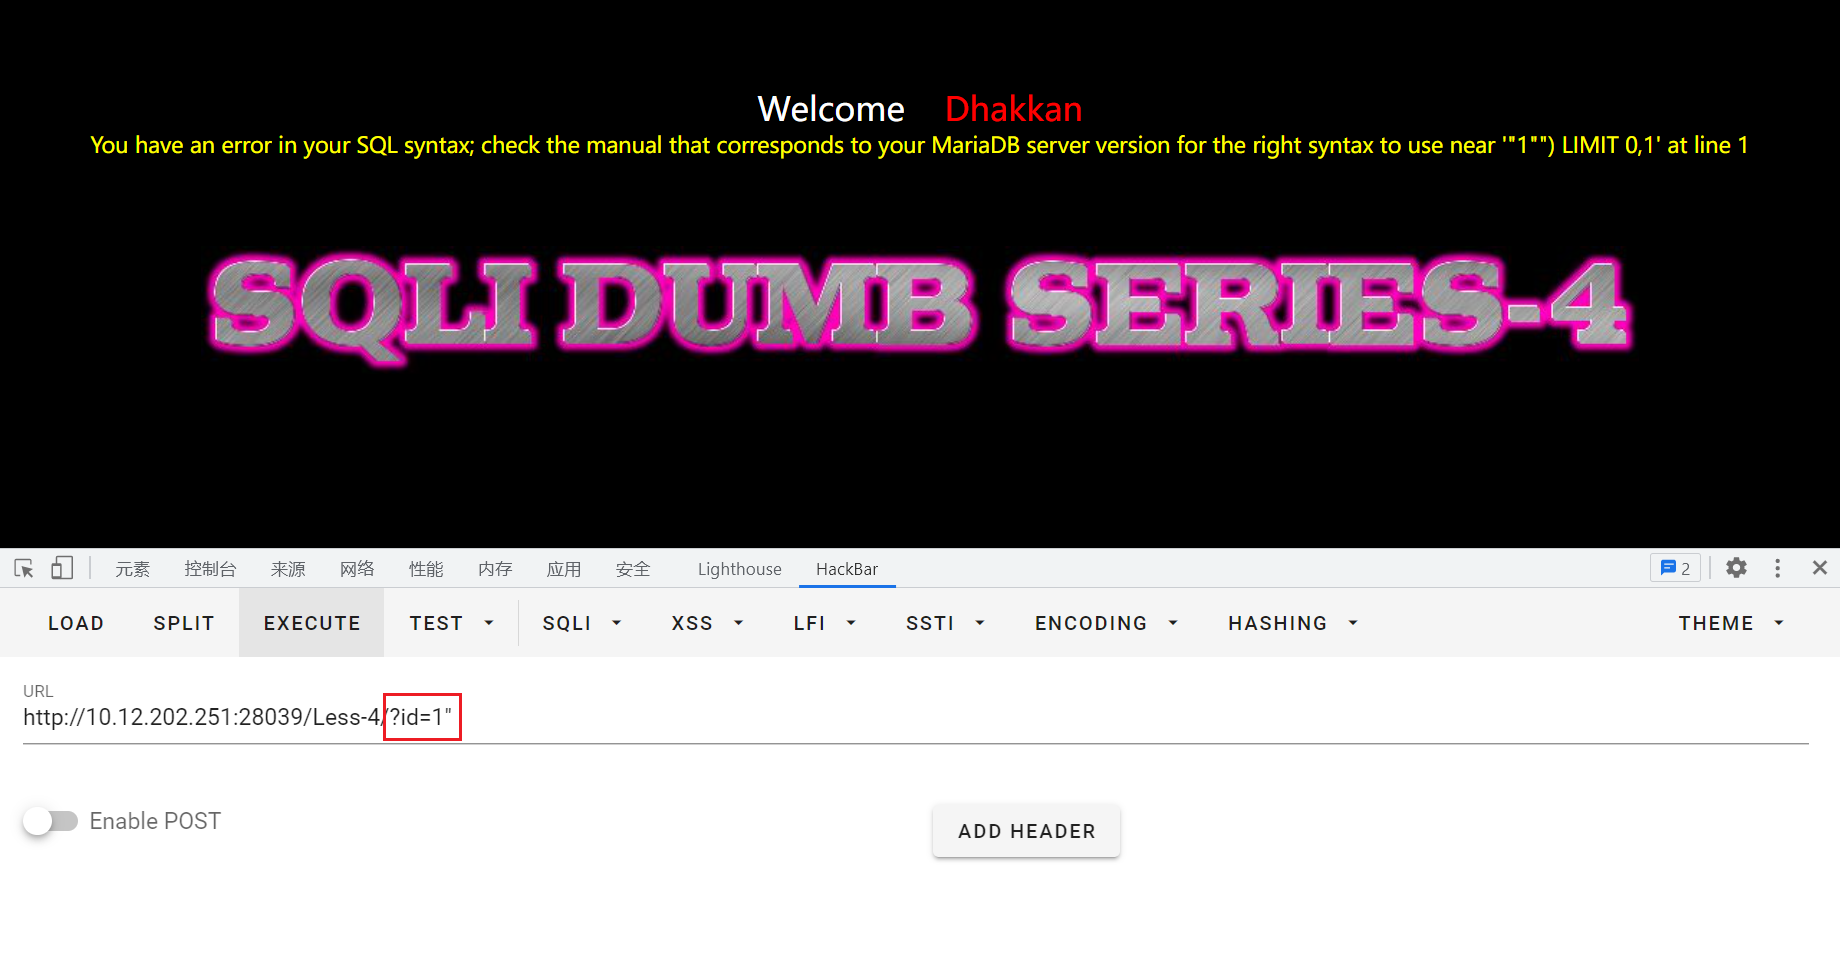 Welcome Dhakkan
You have an error in your SQL syntax; check the manual that corresponds to your MariaDB server version for the right syntax to use near '"1"") LIMIT 0,1' at line 1
SQLI DUMB SERIES-4
元素 控制台 来源 网络 性能 内存 应用 安全 Lighthouse HackBar 2
LOAD SPLIT EXECUTE TEST SQLI XSS LFI SSTI ENCODING HASHING THEME
URL
http://10.12.202.251:28039/Less-4/?id=1"
Enable POST ADD HEADER